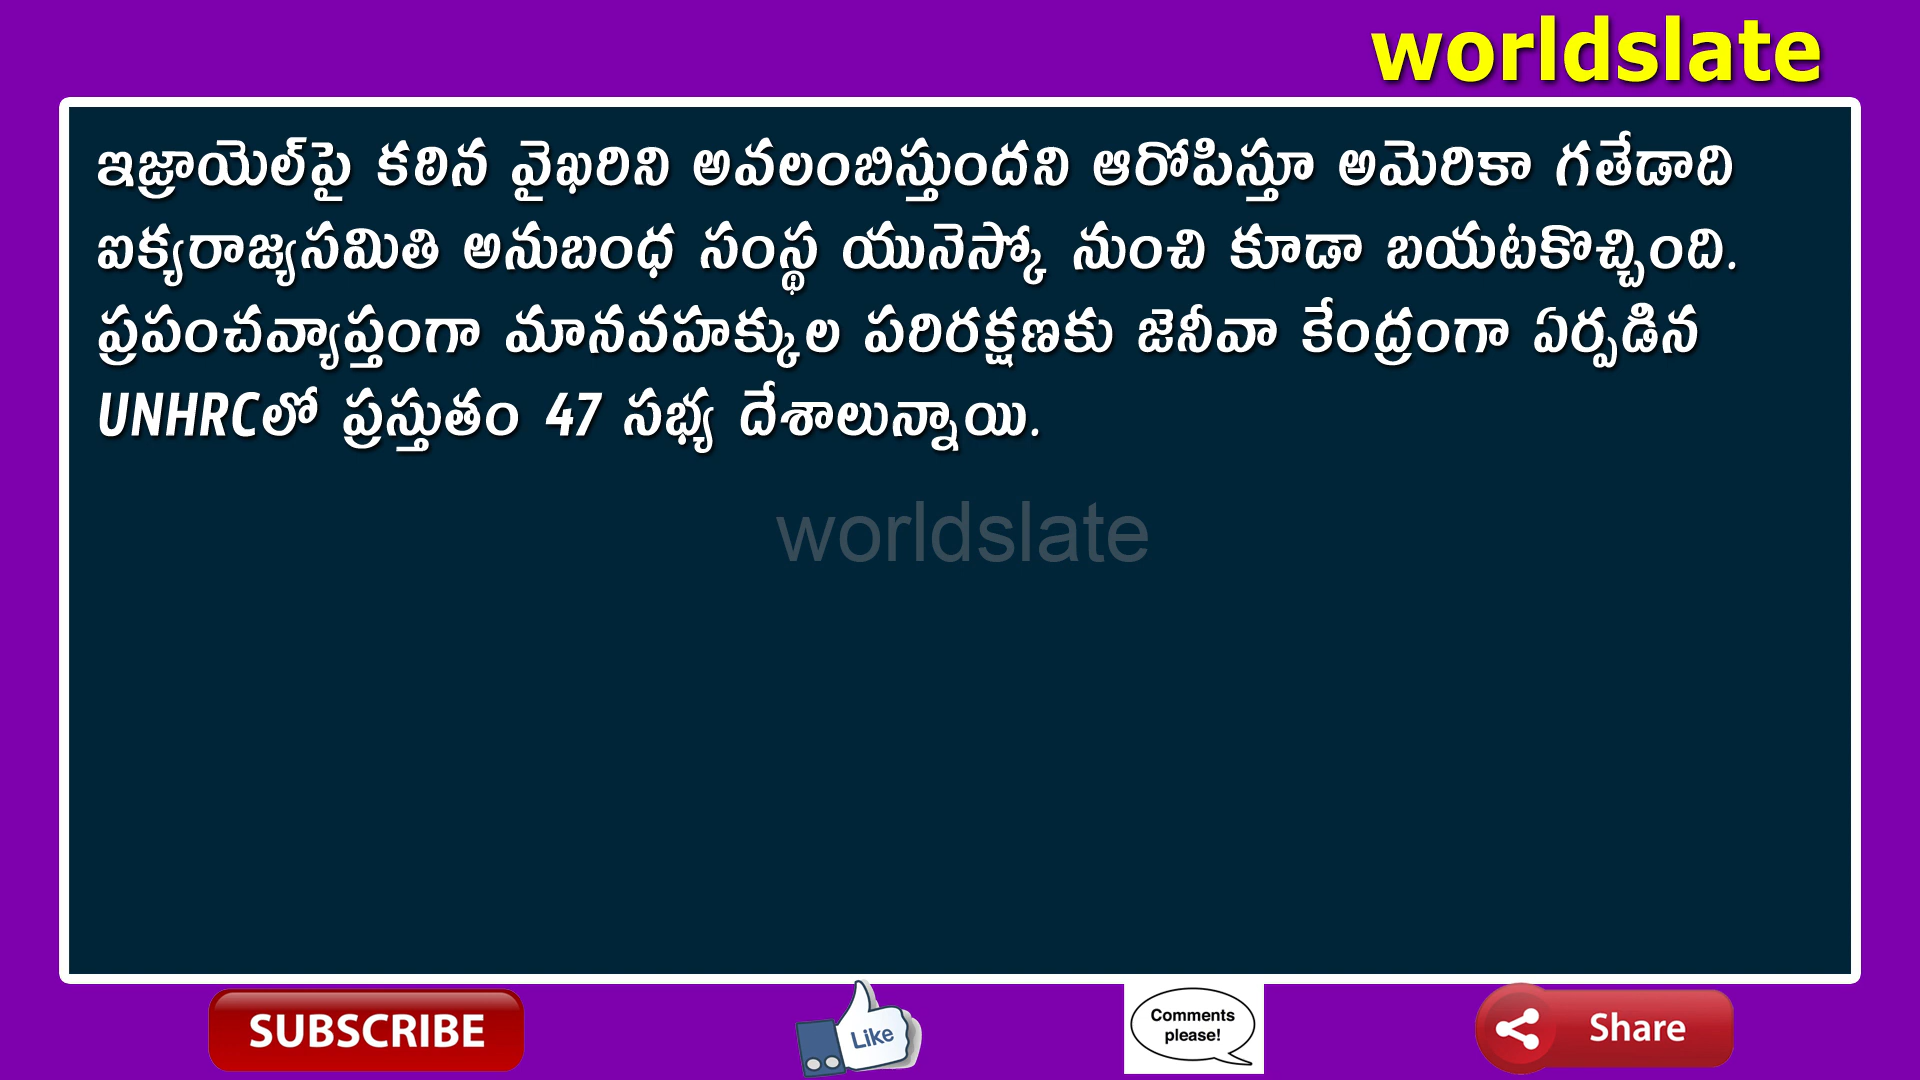 worldslate
ఇజ్రాయెల్‌పై కఠిన వైఖరిని అవలంబిస్తుందని ఆరోపిస్తూ అమెరికా గతేడాది
ఐక్యరాజ్యసమితి అనుబంధ సంస్థ యునెస్కో నుంచి కూడా బయటకొచ్చింది.
ప్రపంచవ్యాప్తంగా మానవహక్కుల పరిరక్షణకు జెనీవా కేంద్రంగా ఏర్పడిన
UNHRCలో ప్రస్తుతం 47 సభ్య దేశాలున్నాయి.
worldslate
SUBSCRIBE
Like
Comments
please!
Share